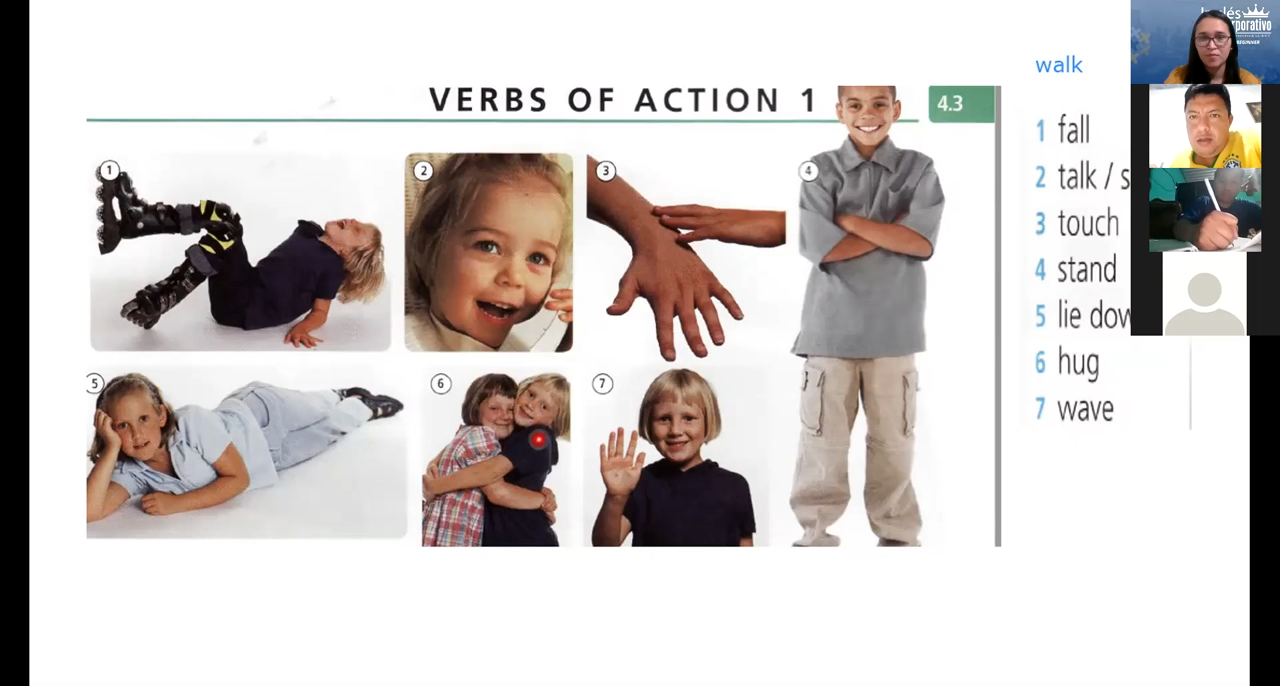 walk
VERBS OF ACTION 1
4.3
1
2
3
4
5
6
7
1 fall
2 talk / s
3 touch
4 stand
5 lie dow
6 hug
7 wave
BEGINNER